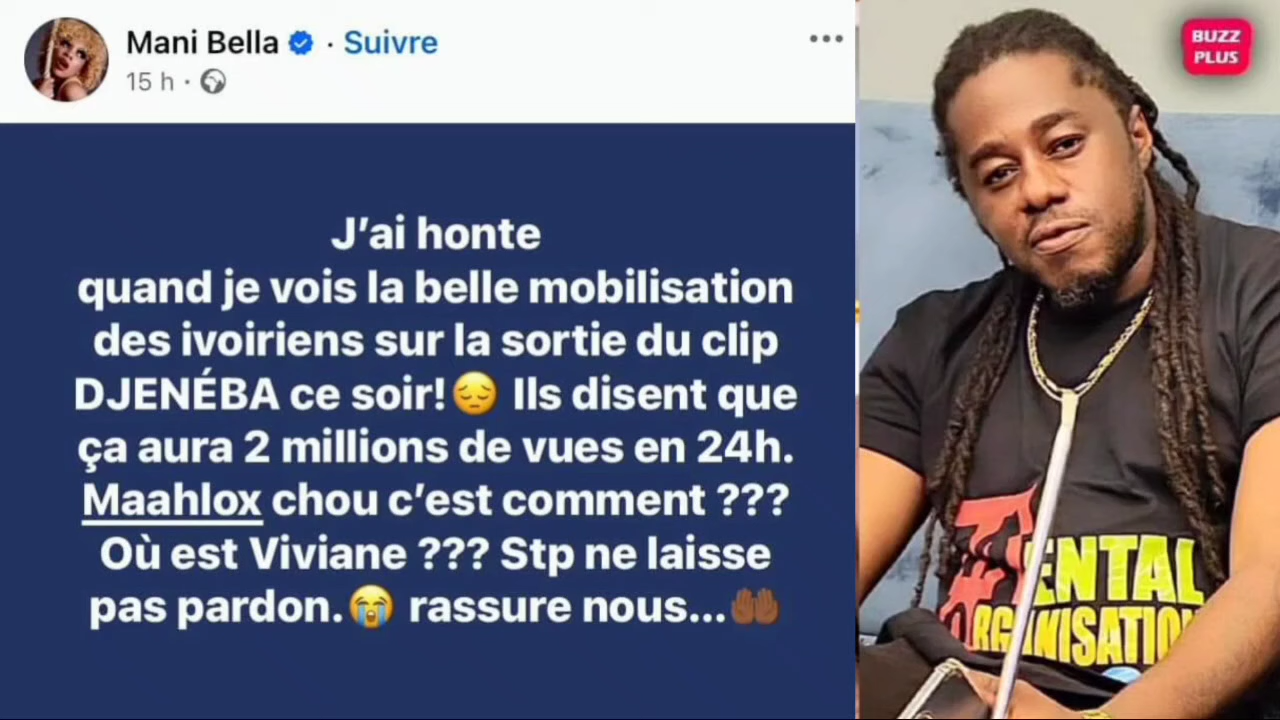 Mani Bella · Suivre
15 h ·
J'ai honte
quand je vois la belle mobilisation
des ivoiriens sur la sortie du clip
DJENÉBA ce soir!😔 Ils disent que
ça aura 2 millions de vues en 24h.
Maahlox chou c'est comment ???
Où est Viviane ??? Stp ne laisse
pas pardon.😭 rassure nous...🤲🏾
BUZZ
PLUS
ENTAL